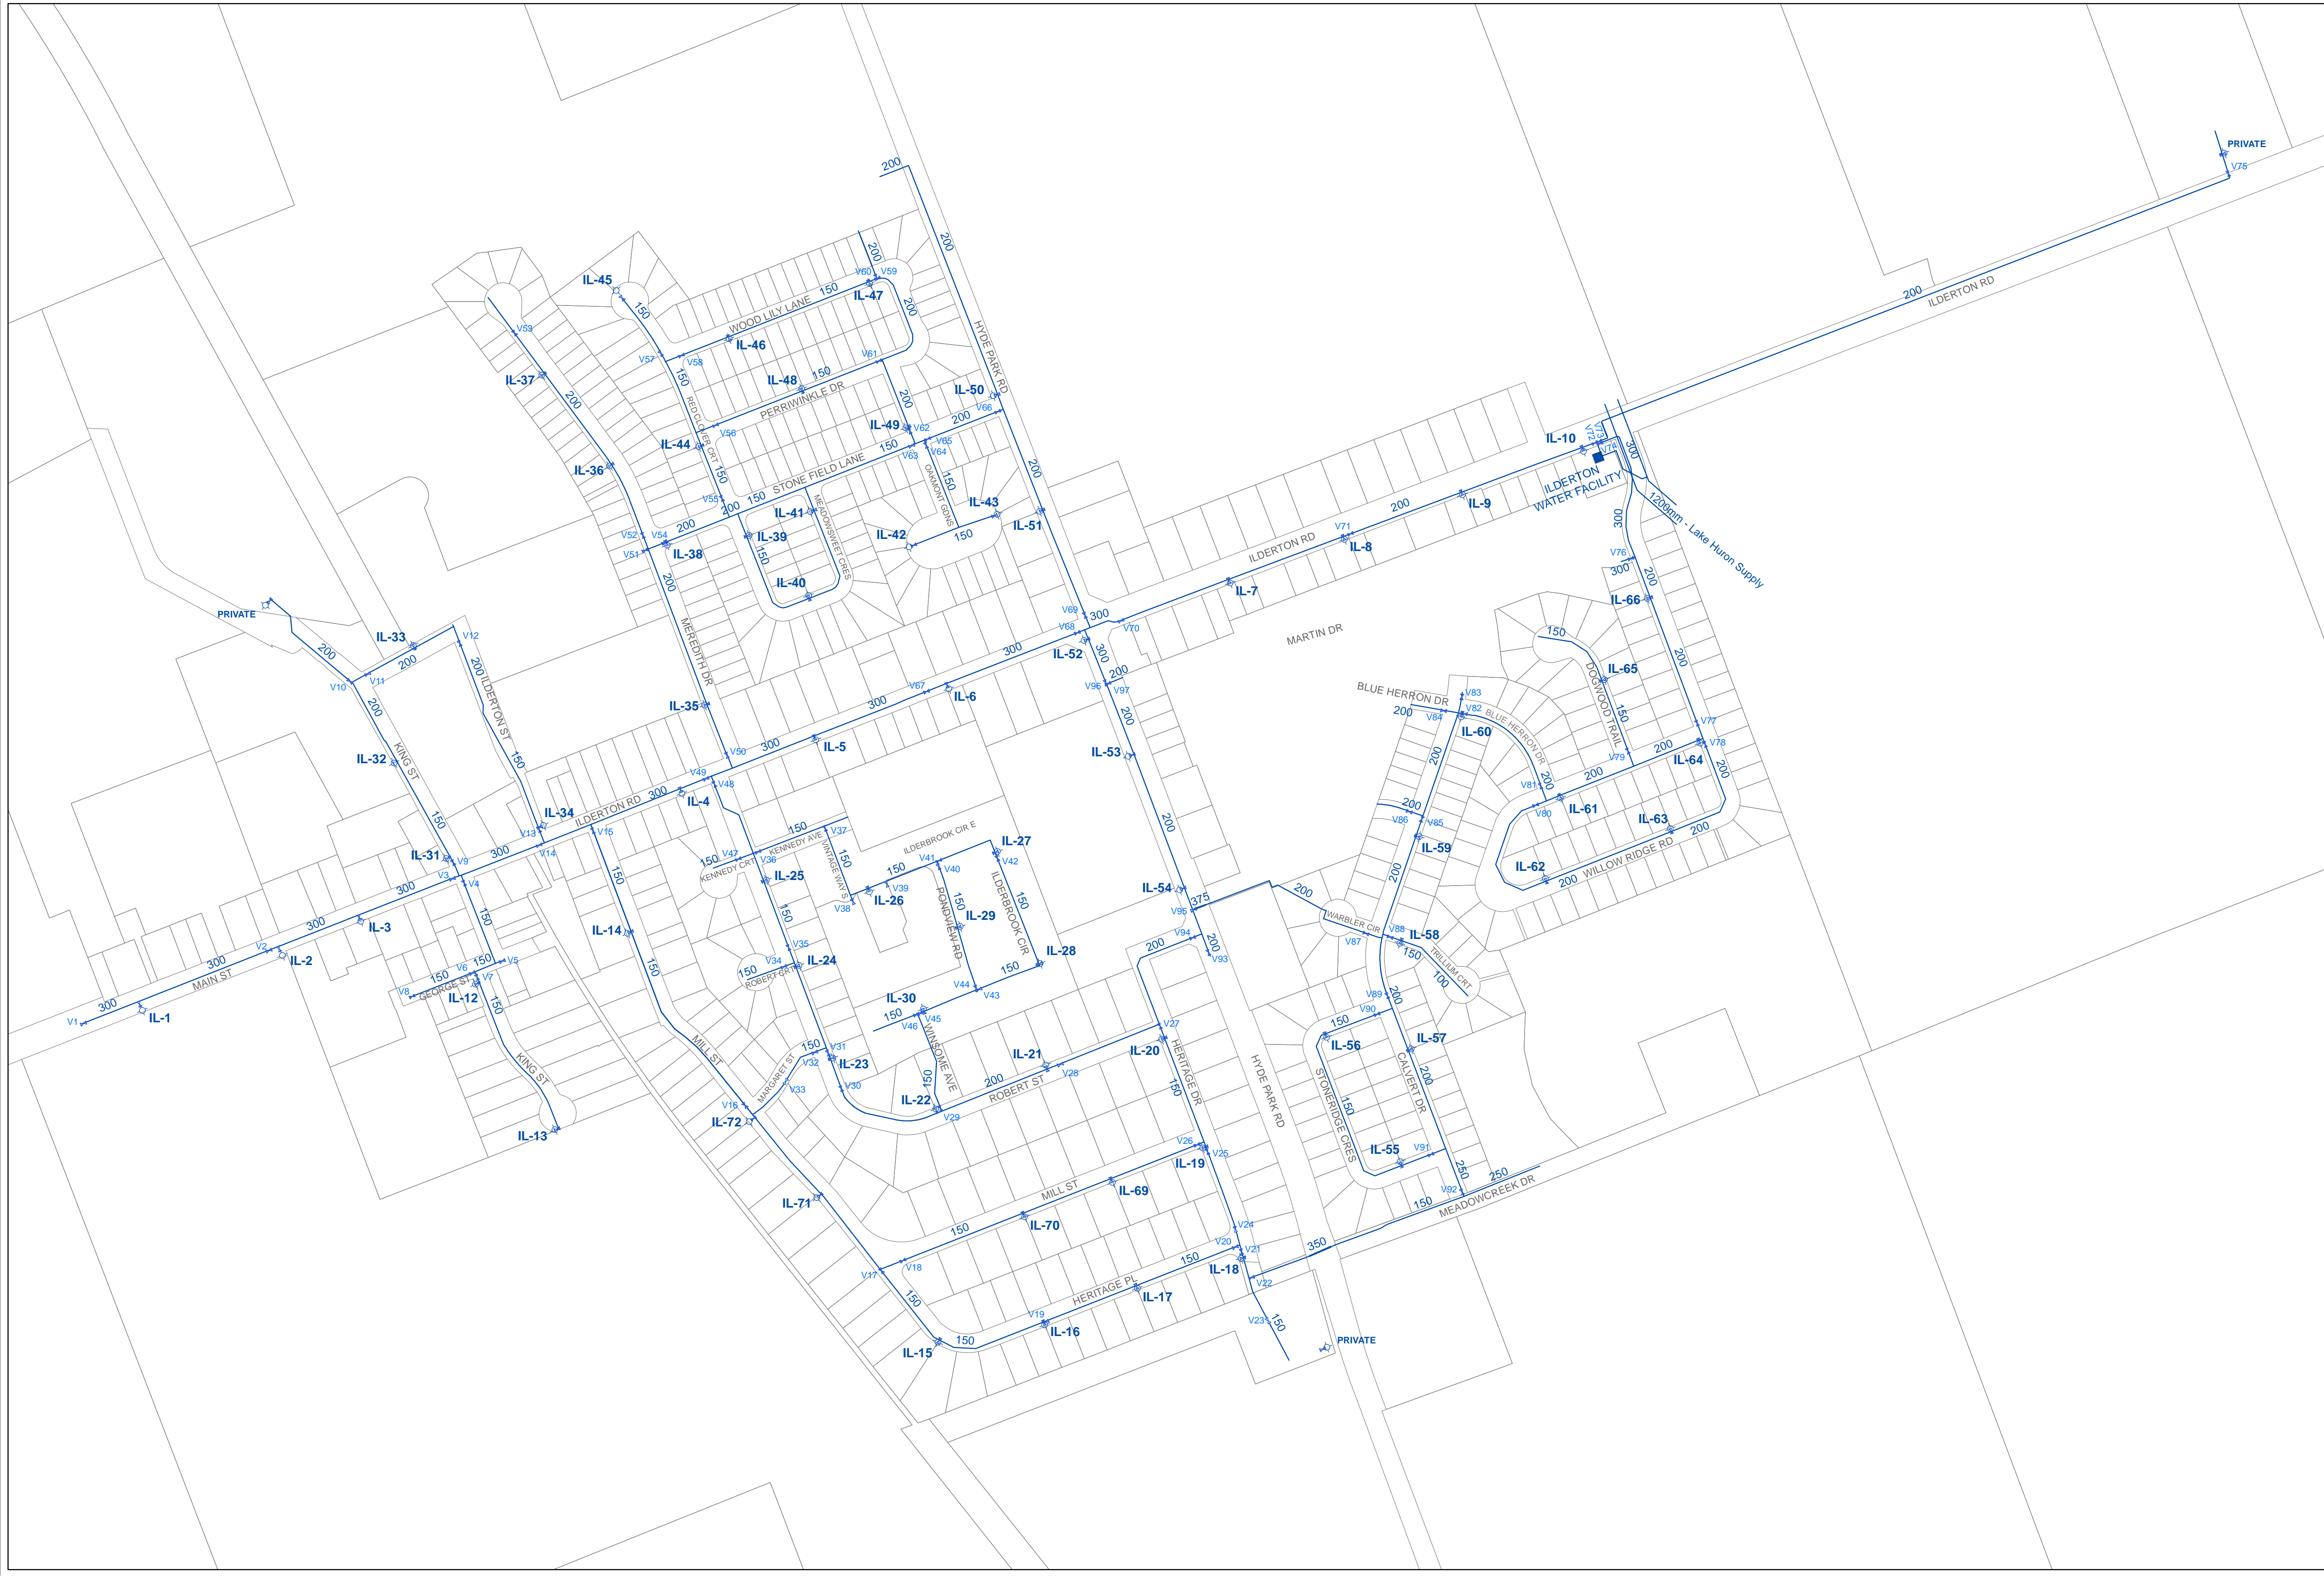 PRIVATE
V75
200
ILDERTON RD
200
200
HYDE PARK RD
200
V60
V59
IL-47
150
WOOD LILY LANE
200
IL-45
150
IL-46
V57
V58
V53
IL-37
200
150
RED CLOVER CRT
IL-48
150
V61
PERRIWINKLE DR
200
IL-50
V66
200
IL-49
V62
V65
V64
V63
150
IL-44
V56
150
V55
STONE FIELD LANE
150
200
200
IL-36
IL-41
MEADOWSWEET CRES
OAKMONT GDNS
150
IL-43
IL-42
150
IL-51
200
V52
V54
V51
IL-38
IL-39
150
IL-40
200
MEREDITH DR
IL-10
V72
V73
V74
300
ILDERTON
WATER FACILITY
1200mm - Lake Huron Supply
IL-9
200
V71
IL-8
ILDERTON RD
IL-7
300
V76
300
200
IL-66
V69
300
V70
V68
IL-52
300
300
200
V96
V97
MARTIN DR
200
PRIVATE
200
IL-33
200
V12
V11
V10
200
200
ILDERTON ST
150
KING ST
IL-32
150
IL-35
V67
300
IL-6
V50
300
IL-5
V49
V48
300
IL-4
ILDERTON RD
IL-34
V13
V14
V15
300
IL-31
V9
V3
V4
300
IL-3
300
V2
IL-2
300
MAIN ST
300
V1
IL-1
150
V5
150
V6
V7
150
GEORGE ST
V8
IL-12
150
KING ST
IL-13
150
IL-14
150
MILL ST
V47
150
KENNEDY CRT
V36
KENNEDY AVE
150
V37
150
VINTAGE WAY S
V38
IL-25
150
V35
V34
150
ROBERT CRT
IL-24
ILDERBROOK CIR E
V41
V40
150
V39
IL-26
IL-27
V42
150
ILDERBROOK CIR
150
PONDVIEW RD
IL-29
IL-28
150
V44
V43
IL-30
150
V46
V45
WINSOME AVE
150
IL-22
V29
150
V31
V32
IL-23
V30
V33
MARGARET ST
V16
IL-72
IL-71
200
ROBERT ST
IL-21
V28
V27
IL-20
150
HERITAGE DR
200
V94
V93
200
V95
375
IL-54
200
IL-53
HYDE PARK RD
V26
IL-19
V25
IL-69
MILL ST
IL-70
150
V24
V20
V21
IL-18
150
V22
350
HERITAGE PL
IL-17
V19
IL-16
V17
V18
150
IL-15
150
V23
150
PRIVATE
BLUE HERRON DR
200
V84
V83
V82
IL-60
BLUE HERRON DR
200
V81
200
200
V86
V85
IL-59
200
200
WARBLER CIR
V87
V88
IL-58
150
TRILLIUM CRT
100
V89
200
V90
150
IL-56
IL-57
CALVERT DR
200
STONERIDGE CRES
150
IL-55
V91
250
V92
250
150
MEADOWCREEK DR
150
DOGWOOD TRAIL
IL-65
150
V79
200
200
V77
V78
IL-64
200
200
V80
IL-61
IL-63
200
WILLOW RIDGE RD
IL-62
200